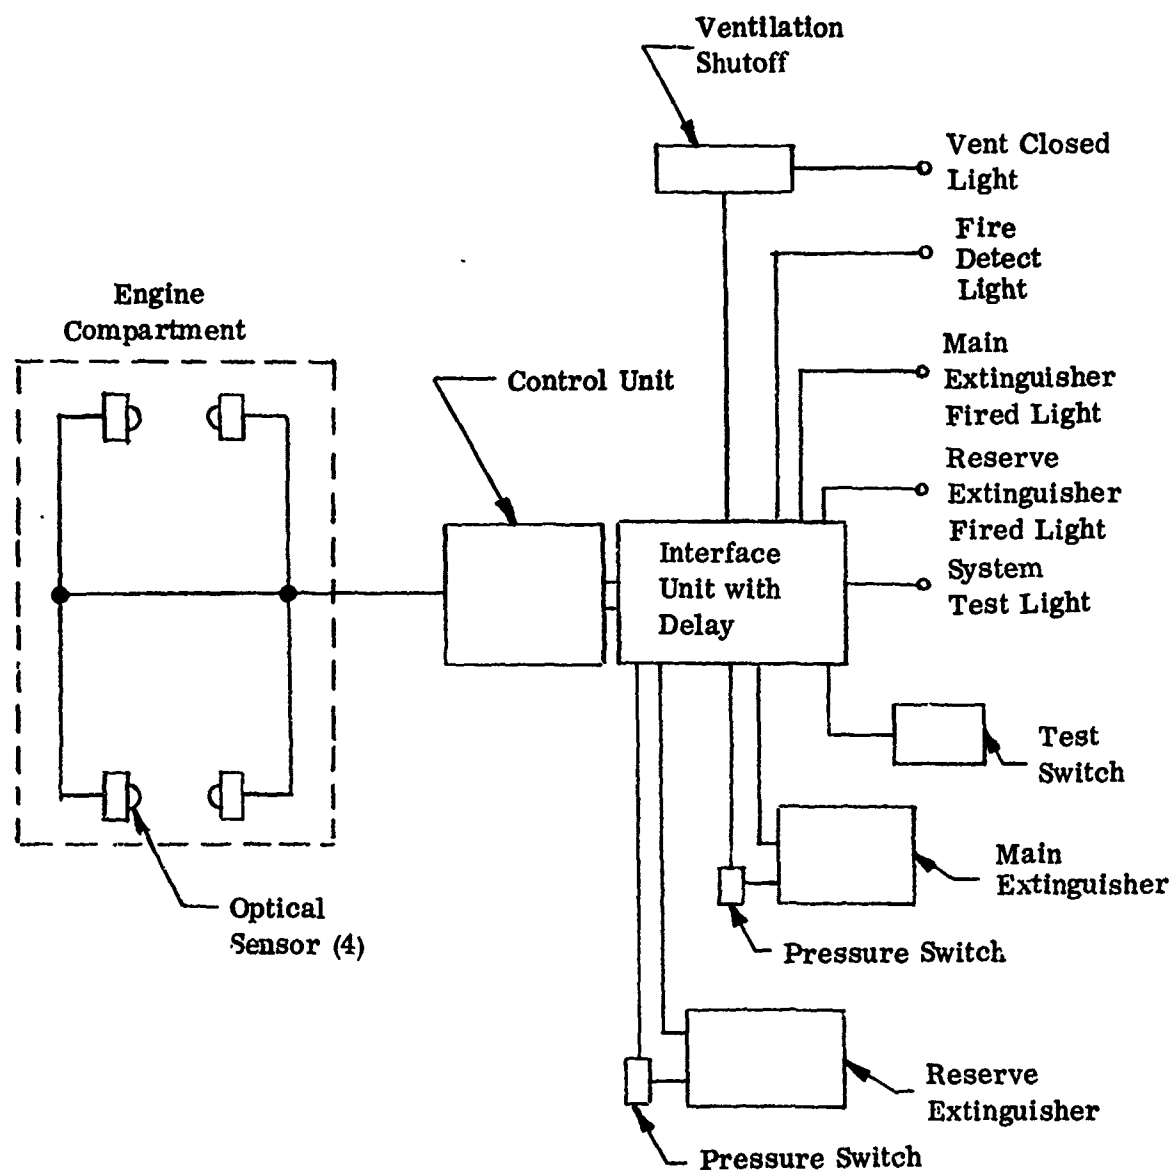 Ventilation
Shutoff
Vent Closed
Light
Fire
Detect
Light
Engine
Compartment
Control Unit
Main
Extinguisher
Fired Light
Reserve
Extinguisher
Fired Light
Interface
Unit with
Delay
System
Test Light
Test
Switch
Main
Extinguisher
Optical
Sensor (4)
Pressure Switch
Reserve
Extinguisher
Pressure Switch